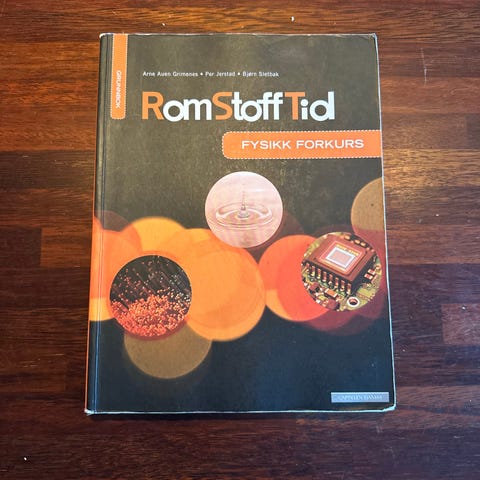 GRUNNBOK
Arne Auen Grimenes • Per Jerstad • Bjørn Sletbak
RomStoffTid
FYSIKK FORKURS
CAPPELEN DAMM